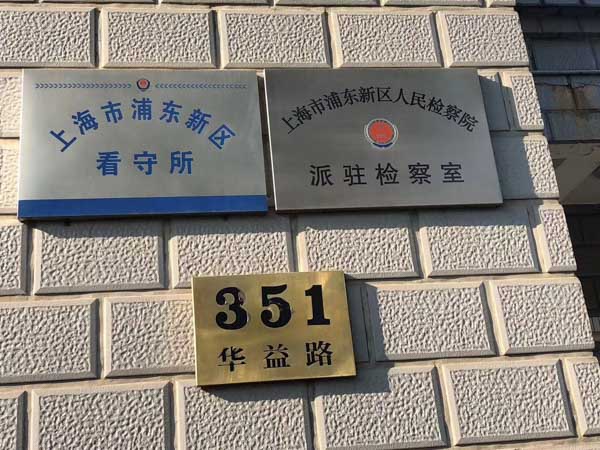 上海市浦东新区
看守所
上海市浦东新区人民检察院
派驻检察室
351
华益路